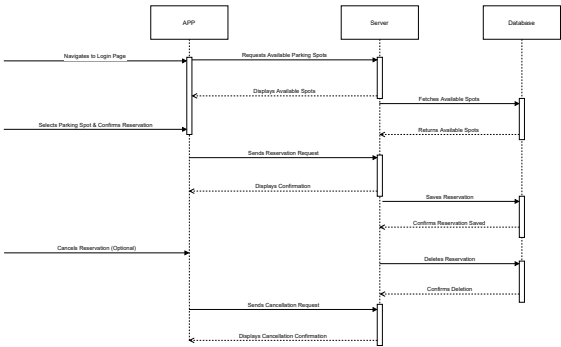 APP
Server
Database
Navigates to Login Page
Requests Available Parking Spots
Displays Available Spots
Fetches Available Spots
Selects Parking Spot & Confirms Reservation
Returns Available Spots
Sends Reservation Request
Displays Confirmation
Saves Reservation
Confirms Reservation Saved
Cancels Reservation (Optional)
Deletes Reservation
Confirms Deletion
Sends Cancellation Request
Displays Cancellation Confirmation